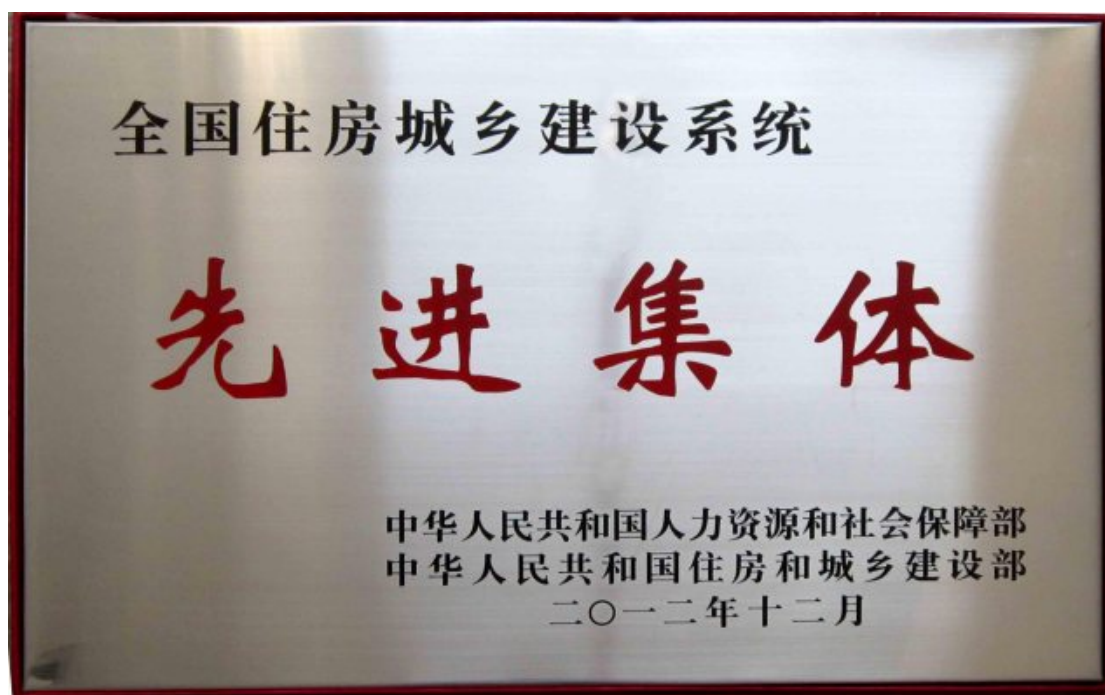 全国住房城乡建设系统
先进集体
中华人民共和国人力资源和社会保障部
中华人民共和国住房和城乡建设部
二〇一二年十二月